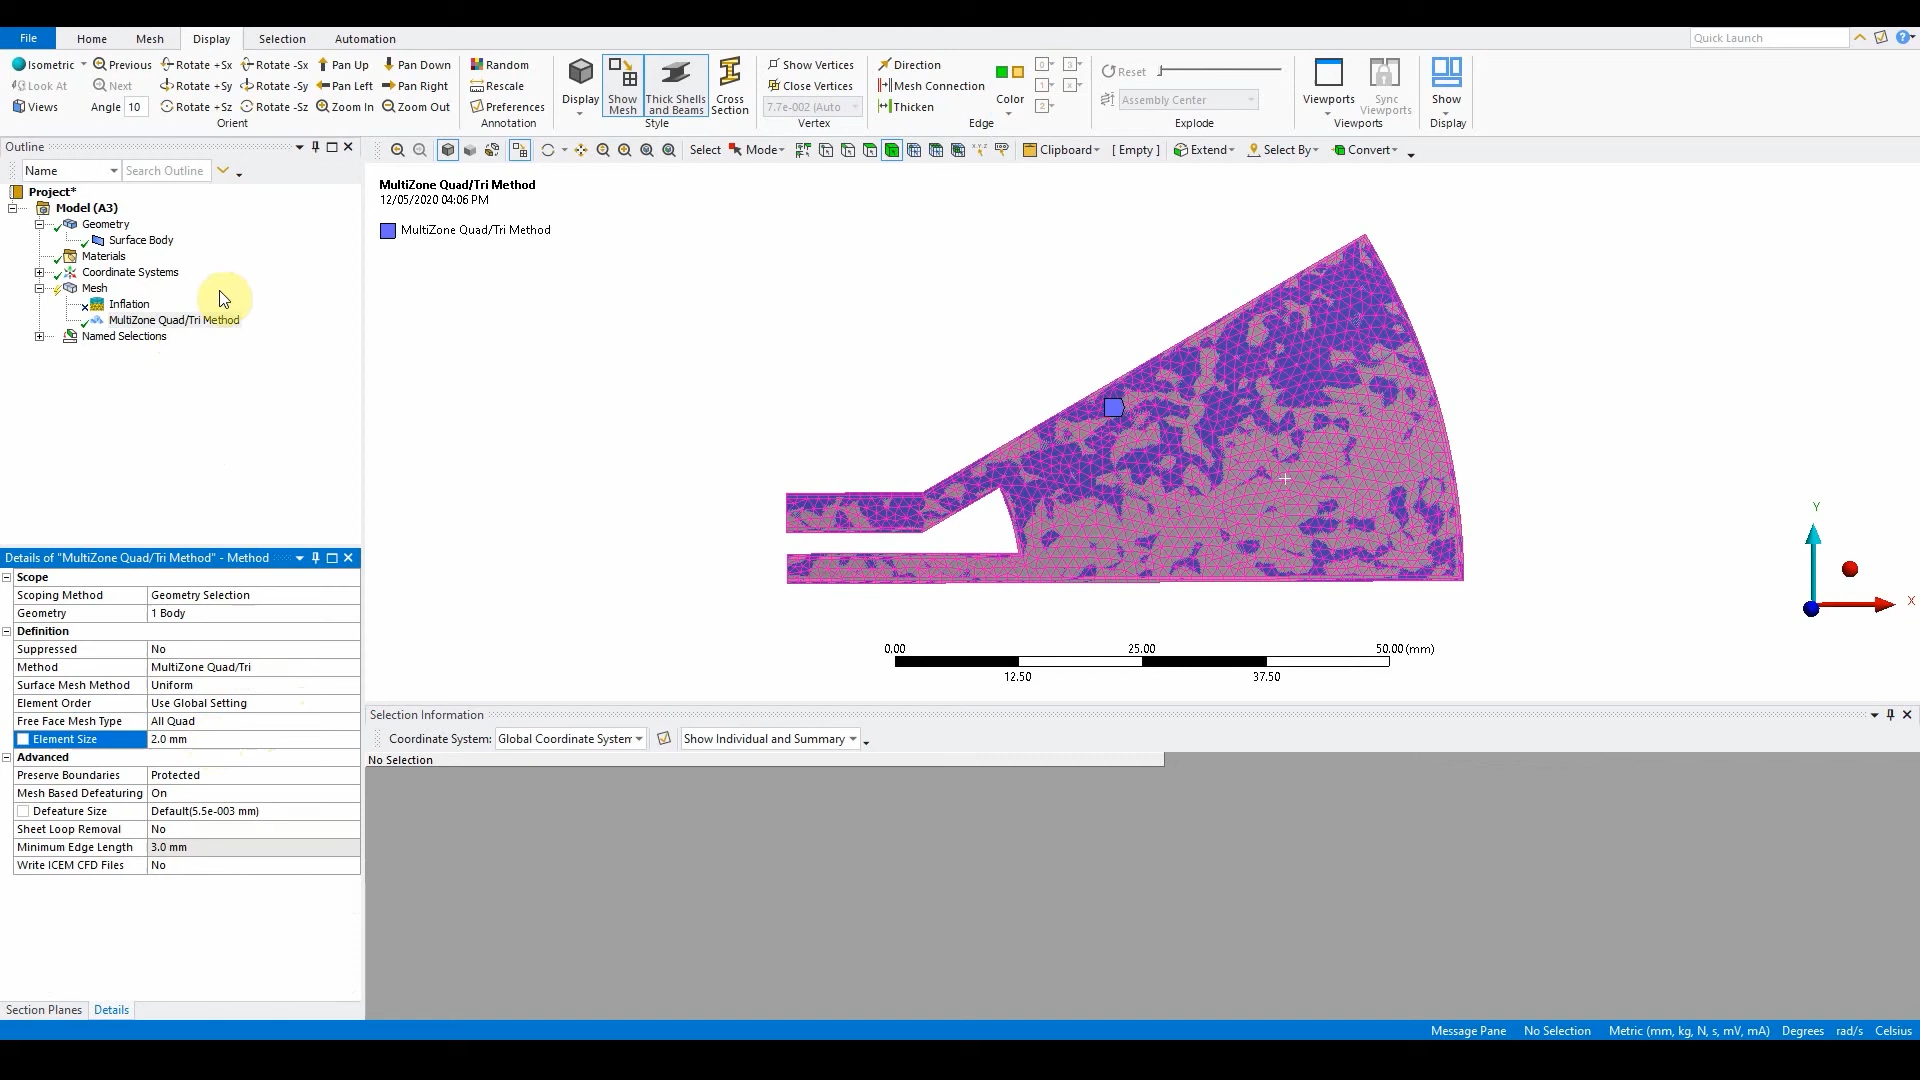 File Home Mesh Display Selection Automation Quick Launch
Isometric Previous Rotate +Sx Rotate -Sx Pan Up Pan Down Random Show Vertices Direction Reset
Look At Next Rotate +Sy Rotate -Sy Pan Left Pan Right Rescale Close Vertices Mesh Connection
Views Angle 10 Rotate +Sz Rotate -Sz Zoom In Zoom Out Preferences 7.7e-002 (Auto Thicken Assembly Center
Display Show Mesh Thick Shells and Beams Cross Section Color Viewports Sync Viewports Show
Orient Annotation Style Vertex Edge Explode Viewports Display
Outline
Select Mode Clipboard [ Empty ] Extend Select By Convert
Name Search Outline
Project*
Model (A3)
Geometry
Surface Body
Materials
Coordinate Systems
Mesh
Inflation
MultiZone Quad/Tri Method
Named Selections
MultiZone Quad/Tri Method
12/05/2020 04:06 PM
MultiZone Quad/Tri Method
Y
X
0.00 25.00 50.00 (mm)
12.50 37.50
Details of "MultiZone Quad/Tri Method" - Method
Scope
Scoping Method Geometry Selection
Geometry 1 Body
Definition
Suppressed No
Method MultiZone Quad/Tri
Surface Mesh Method Uniform
Element Order Use Global Setting
Free Face Mesh Type All Quad
Element Size 2.0 mm
Advanced
Preserve Boundaries Protected
Mesh Based Defeaturing On
Defeature Size Default(5.5e-003 mm)
Sheet Loop Removal No
Minimum Edge Length 3.0 mm
Write ICEM CFD Files No
Section Planes Details
Selection Information
Coordinate System: Global Coordinate System Show Individual and Summary
No Selection
Message Pane No Selection Metric (mm, kg, N, s, mV, mA) Degrees rad/s Celsius